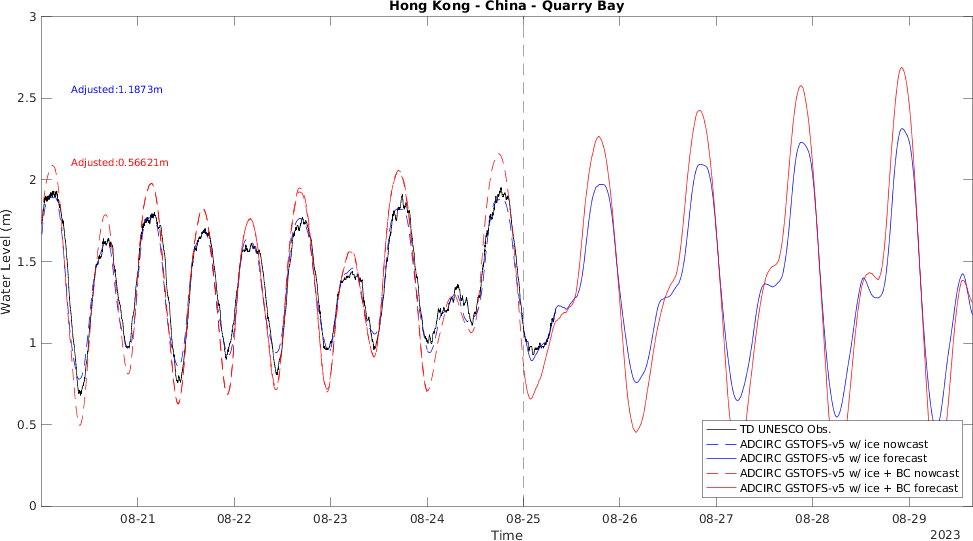 Hong Kong - China - Quarry Bay
3
2.5
2
1.5
1
0.5
0
Water Level (m)
Adjusted:1.1873m
Adjusted:0.56621m
TD UNESCO Obs.
ADCIRC GSTOFS-v5 w/ ice nowcast
ADCIRC GSTOFS-v5 w/ ice forecast
ADCIRC GSTOFS-v5 w/ ice + BC nowcast
ADCIRC GSTOFS-v5 w/ ice + BC forecast
08-21 08-22 08-23 08-24 08-25 08-26 08-27 08-28 08-29
Time
2023